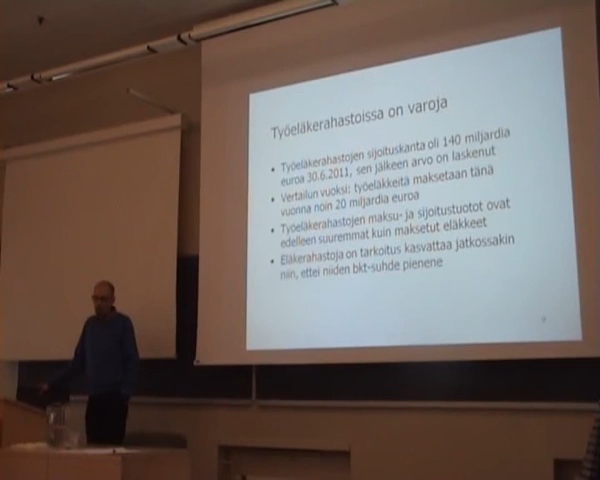 Työeläkerahastoissa on varoja
• Työeläkerahastojen sijoituskanta oli 140 miljardia
euroa 30.6.2011, sen jälkeen arvo on laskenut
• Vertailun vuoksi: työeläkkeitä maksetaan tänä
vuonna noin 20 miljardia euroa
• Työeläkerahastojen maksu- ja sijoitustuotot ovat
edelleen suuremmat kuin maksetut eläkkeet
• Eläkerahastoja on tarkoitus kasvattaa jatkossakin
niin, ettei niiden bkt-suhde pienene